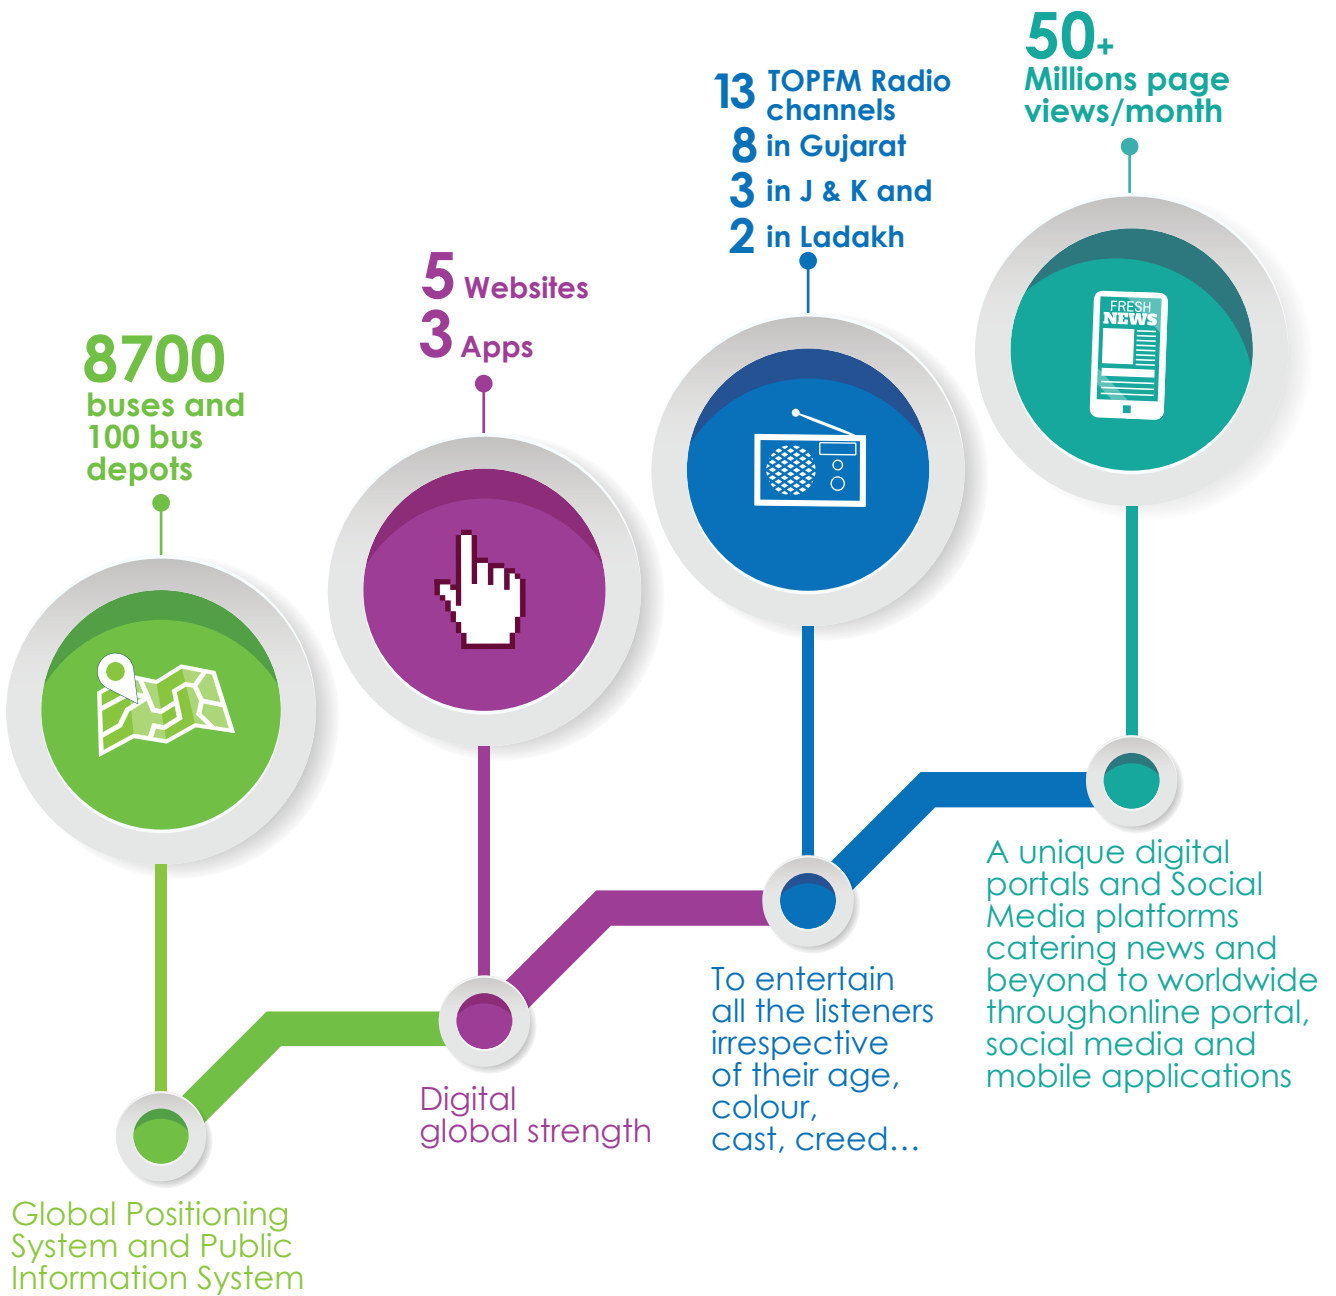 8700
buses and
100 bus
depots
Global Positioning
System and Public
Information System
5 Websites
3 Apps
Digital
global strength
13 TOPFM Radio
channels
8 in Gujarat
3 in J & K and
2 in Ladakh
To entertain
all the listeners
irrespective
of their age,
colour,
cast, creed...
50+
Millions page
views/month
FRESH
NEWS
A unique digital
portals and Social
Media platforms
catering news and
beyond to worldwide
throughonline portal,
social media and
mobile applications